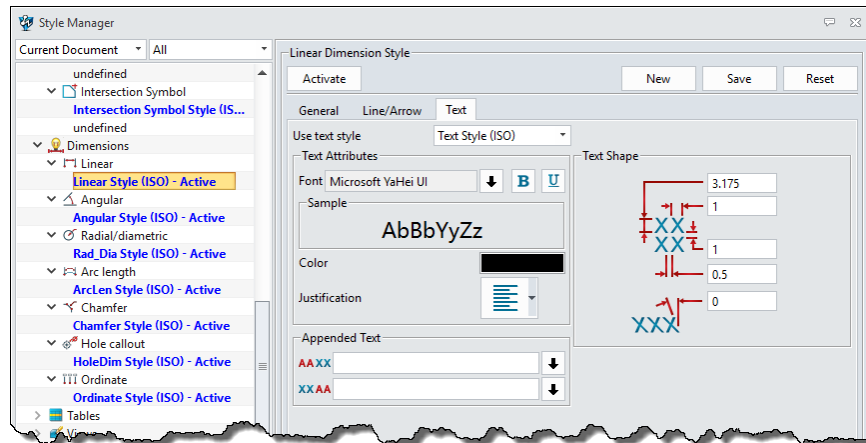 Style Manager
Current Document All
undefined
Intersection Symbol
Intersection Symbol Style (IS...
undefined
Dimensions
Linear
Linear Style (ISO) - Active
Angular
Angular Style (ISO) - Active
Radial/diametric
Rad_Dia Style (ISO) - Active
Arc length
ArcLen Style (ISO) - Active
Chamfer
Chamfer Style (ISO) - Active
Hole callout
HoleDim Style (ISO) - Active
Ordinate
Ordinate Style (ISO) - Active
Tables
Views
Linear Dimension Style
Activate New Save Reset
General Line/Arrow Text
Use text style Text Style (ISO)
Text Attributes
Font Microsoft YaHei UI B U
Sample
AbBbYyZz
Color
Justification
Appended Text
AAXX
XXAA
Text Shape
3.175
1
XX
XX
1
0.5
0
XXX